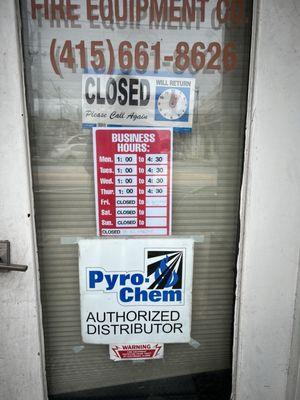 FIRE EQUIPMENT CO.
(415)661-8626
CLOSED
Please Call Again
WILL RETURN
BUSINESS
HOURS:
Mon. 1:00 to 4:30
Tues. 1:00 to 4:30
Wed. 1:00 to 4:30
Thur. 1:00 to 4:30
Fri. CLOSED to
Sat. CLOSED to
Sun. CLOSED to
CLOSED
Pyro-
Chem
AUTHORIZED
DISTRIBUTOR
WARNING